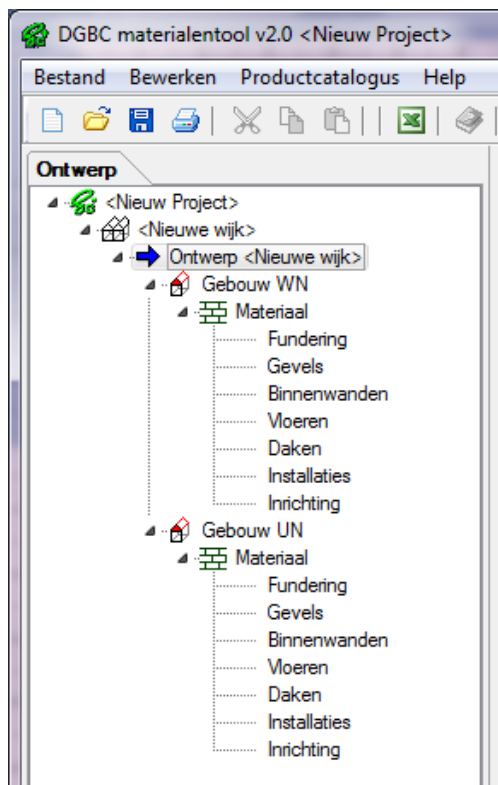 DGBC materialentool v2.0 <Nieuw Project>
Bestand Bewerken Productcatalogus Help
Ontwerp
<Nieuw Project>
<Nieuwe wijk>
Ontwerp <Nieuwe wijk>
Gebouw WN
Materiaal
Fundering
Gevels
Binnenwanden
Vloeren
Daken
Installaties
Inrichting
Gebouw UN
Materiaal
Fundering
Gevels
Binnenwanden
Vloeren
Daken
Installaties
Inrichting